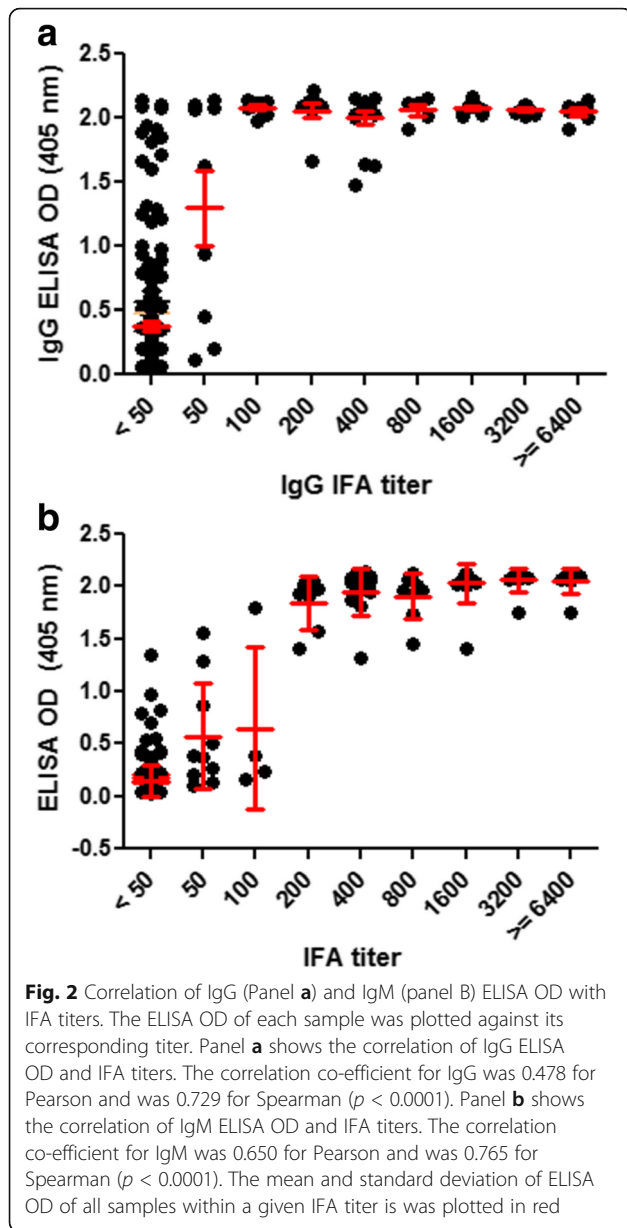 a
2.5
2.0
1.5
1.0
0.5
0.0
IgG ELISA OD (405 nm)
< 50
50
100
200
400
800
1600
3200
>= 6400
IgG IFA titer
b
2.5
2.0
1.5
1.0
0.5
0.0
-0.5
ELISA OD (405 nm)
< 50
50
100
200
400
800
1600
3200
>= 6400
IFA titer
Fig. 2 Correlation of IgG (Panel a) and IgM (panel B) ELISA OD with
IFA titers. The ELISA OD of each sample was plotted against its
corresponding titer. Panel a shows the correlation of IgG ELISA
OD and IFA titers. The correlation co-efficient for IgG was 0.478 for
Pearson and was 0.729 for Spearman (p < 0.0001). Panel b shows
the correlation of IgM ELISA OD and IFA titers. The correlation
co-efficient for IgM was 0.650 for Pearson and was 0.765 for
Spearman (p < 0.0001). The mean and standard deviation of ELISA
OD of all samples within a given IFA titer is was plotted in red